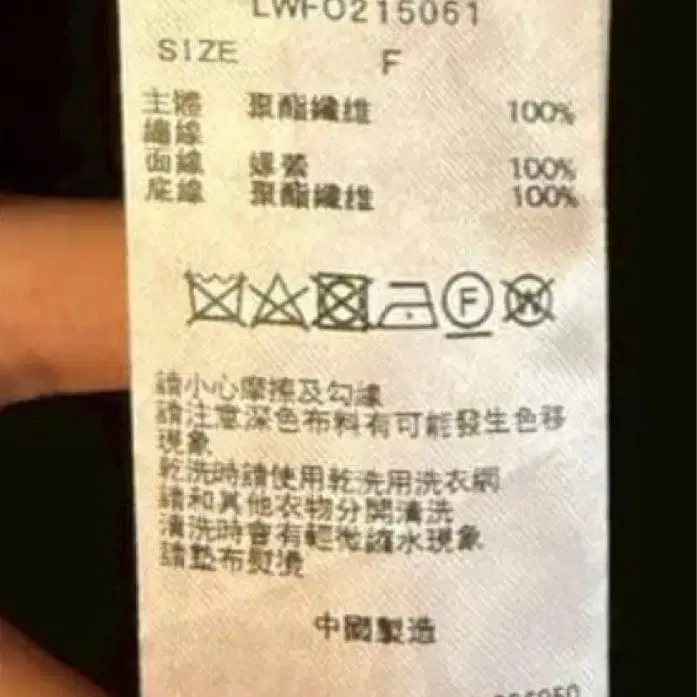 LWFO215061
SIZE F
主體 聚酯纖維 100%
繡線
面線 嫘縈 100%
底線 聚酯纖維 100%
F W
請小心摩擦及勾線
請注意深色布料有可能發生色移
現象
乾洗時請使用乾洗用洗衣網
請和其他衣物分開清洗
清洗時會有輕微縮水現象
請墊布熨燙
中國製造